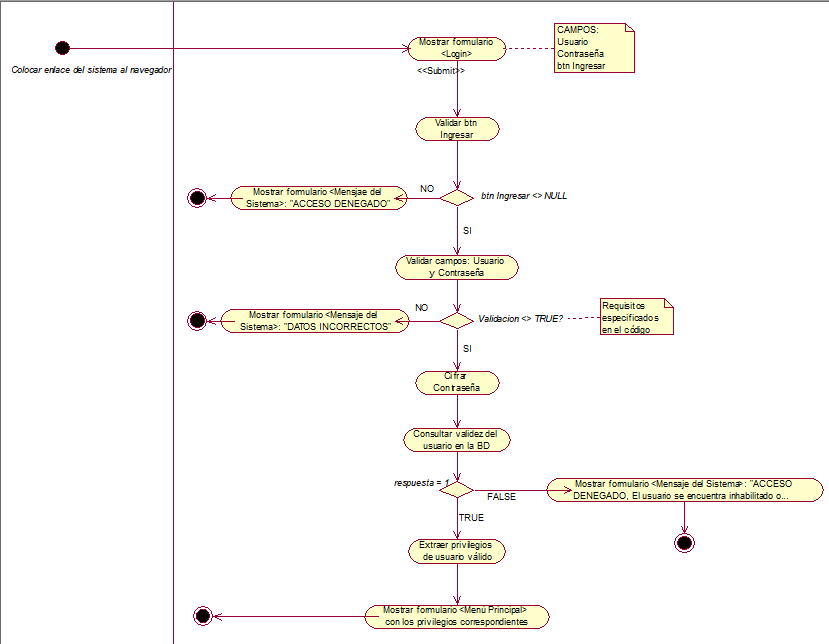 Mostrar formulario
<Login>
CAMPOS:
Usuario
Contraseña
btn Ingresar
Colocar enlace del sistema al navegador
<<Submit>>
Validar btn
Ingresar
Mostrar formulario <Mensjae del
Sistema>: "ACCESO DENEGADO"
NO
btn Ingresar <> NULL
SI
Validar campos: Usuario
y Contraseña
Mostrar formulario <Mensaje del
Sistema>: "DATOS INCORRECTOS"
NO
Validacion <> TRUE?
Requisitos
especificados
en el código
SI
Cifrar
Contraseña
Consultar validez del
usuario en la BD
respuesta = 1
FALSE
Mostrar formulario <Mensaje del Sistema>: "ACCESO
DENEGADO, El usuario se encuentra inhabilitado o...
TRUE
Extraer privilegios
de usuario válido
Mostrar formulario <Menú Principal>
con los privilegios correspondientes